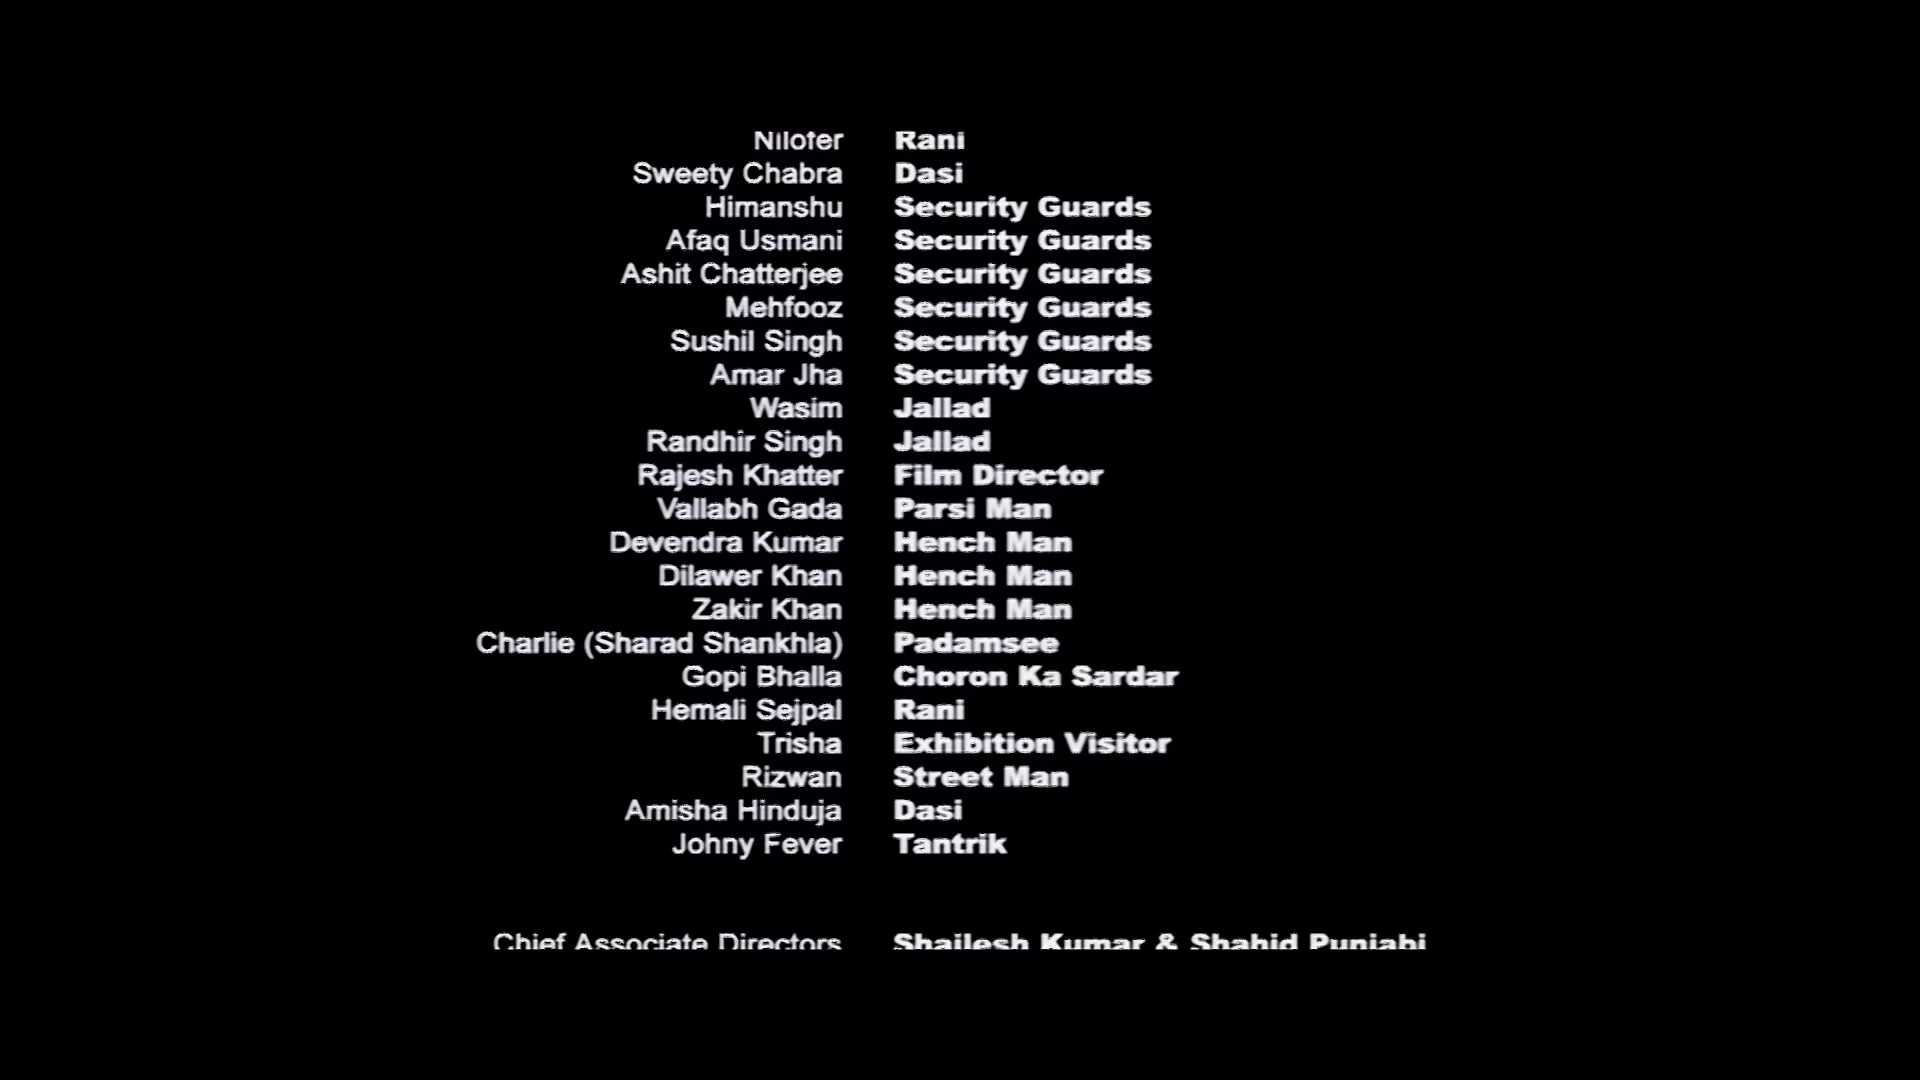 Nilofer Rani
Sweety Chabra Dasi
Himanshu Security Guards
Afaq Usmani Security Guards
Ashit Chatterjee Security Guards
Mehfooz Security Guards
Sushil Singh Security Guards
Amar Jha Security Guards
Wasim Jallad
Randhir Singh Jallad
Rajesh Khatter Film Director
Vallabh Gada Parsi Man
Devendra Kumar Hench Man
Dilawer Khan Hench Man
Zakir Khan Hench Man
Charlie (Sharad Shankhla) Padamsee
Gopi Bhalla Choron Ka Sardar
Hemali Sejpal Rani
Trisha Exhibition Visitor
Rizwan Street Man
Amisha Hinduja Dasi
Johny Fever Tantrik
Chief Associate Directors Shailesh Kumar & Shahid Punjabi